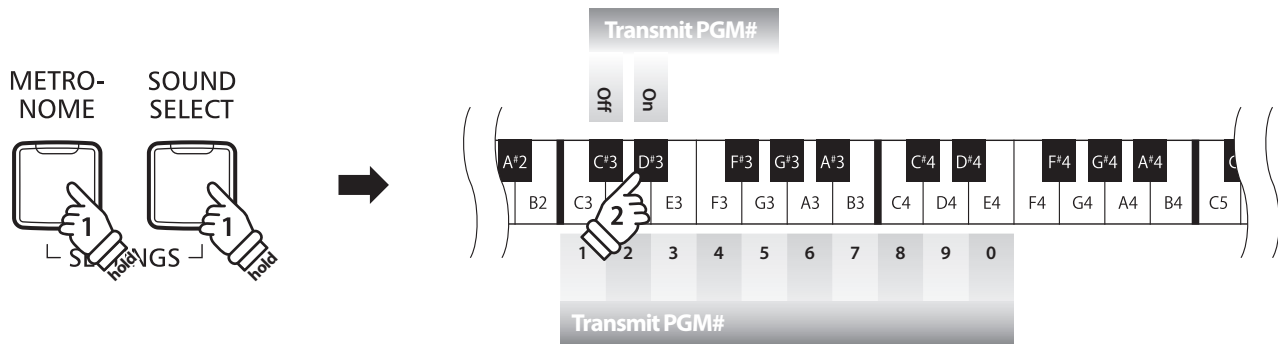 Transmit PGM#
Off On
METRO-
NOME
SOUND
SELECT
A#2 C#3 D#3 F#3 G#3 A#3 C#4 D#4 F#4 G#4 A#4
B2 C3 E3 F3 G3 A3 B3 C4 D4 E4 F4 G4 A4 B4 C5
1 1 2
hold hold
1 2 3 4 5 6 7 8 9 0
Transmit PGM#